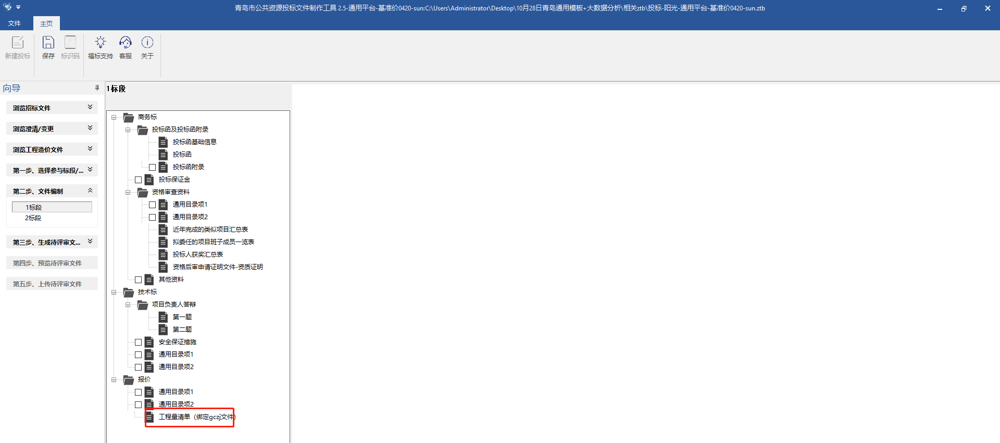 青岛市公共资源投标文件制作工具 2.5-通用平台-基准价0420-sun:C:\Users\Administrator\Desktop\10月28日青岛通用模板+大数据分析\相关ztb\投标-阳光-通用平台-基准价0420-sun.ztb
文件
主页
新建投标
保存
标识码
福标支持
客服
关于
向导
浏览招标文件
浏览澄清/变更
浏览工程造价文件
第一步、选择参与标段/...
第二步、文件编制
1标段
2标段
第三步、生成待评审文...
第四步、预览待评审文件
第五步、上传待评审文件
1标段
商务标
投标函及投标函附录
投标函基础信息
投标函
投标函附录
投标保证金
资格审查资料
通用目录项1
通用目录项2
近年完成的类似项目汇总表
拟委任的项目班子成员一览表
投标人获奖汇总表
资格后审申请证明文件-资质证明
其他资料
技术标
项目负责人答辩
第一题
第二题
安全保证措施
通用目录项1
通用目录项2
报价
通用目录项1
通用目录项2
工程量清单（绑定gczj文件）